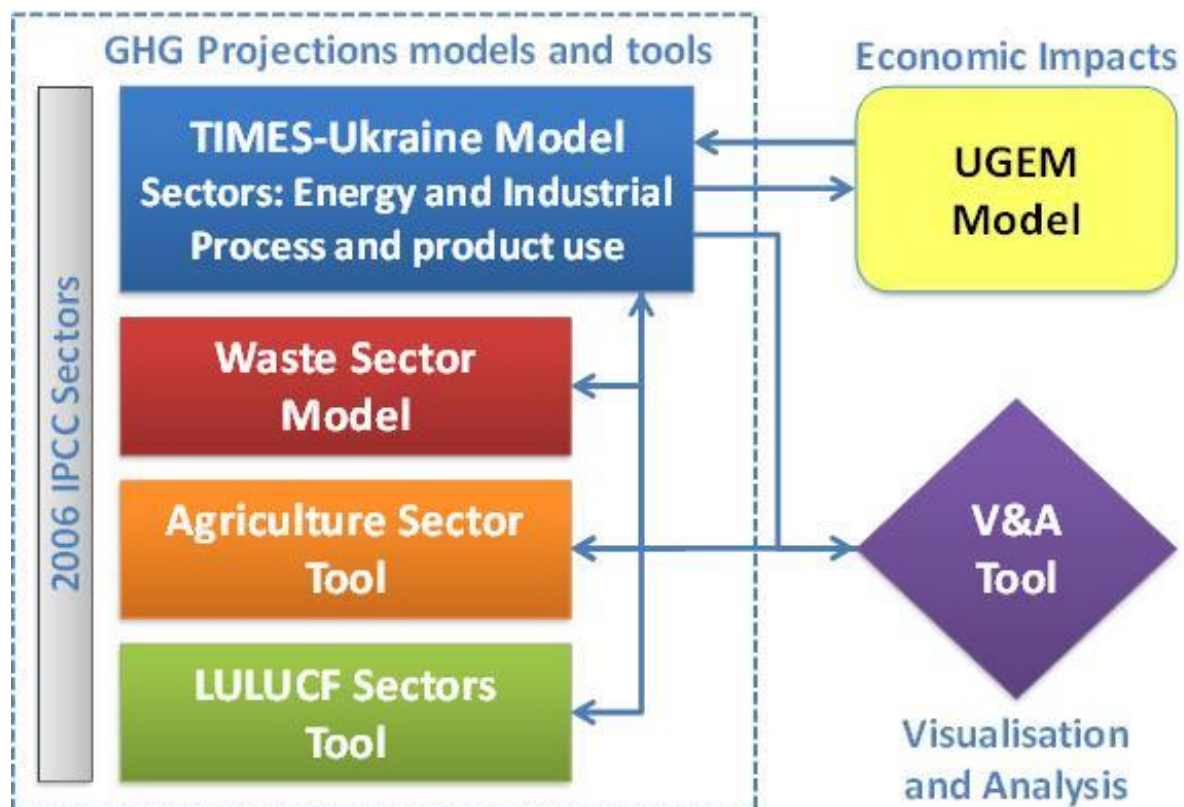 GHG Projections models and tools
Economic Impacts
2006 IPCC Sectors
TIMES-Ukraine Model
Sectors: Energy and Industrial
Process and product use
UGEM
Model
Waste Sector
Model
Agriculture Sector
Tool
V&A
Tool
LULUCF Sectors
Tool
Visualisation
and Analysis